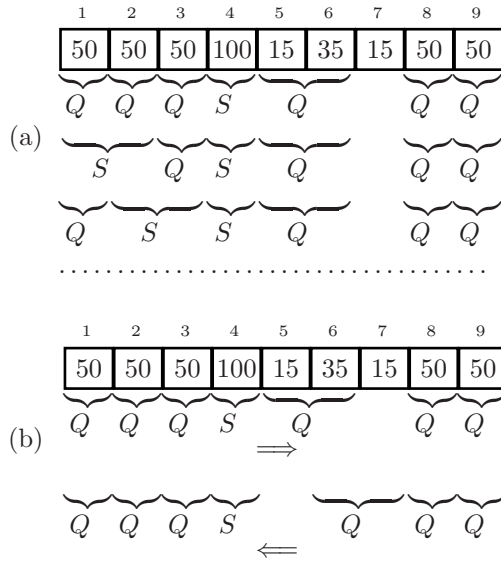 1 2 3 4 5 6 7 8 9
50 50 50 100 15 35 15 50 50
Q Q Q S Q Q Q
(a)
S Q S Q Q Q
Q S S Q Q Q
1 2 3 4 5 6 7 8 9
50 50 50 100 15 35 15 50 50
Q Q Q S Q Q Q
(b)
⟹
Q Q Q S Q Q Q
⟸